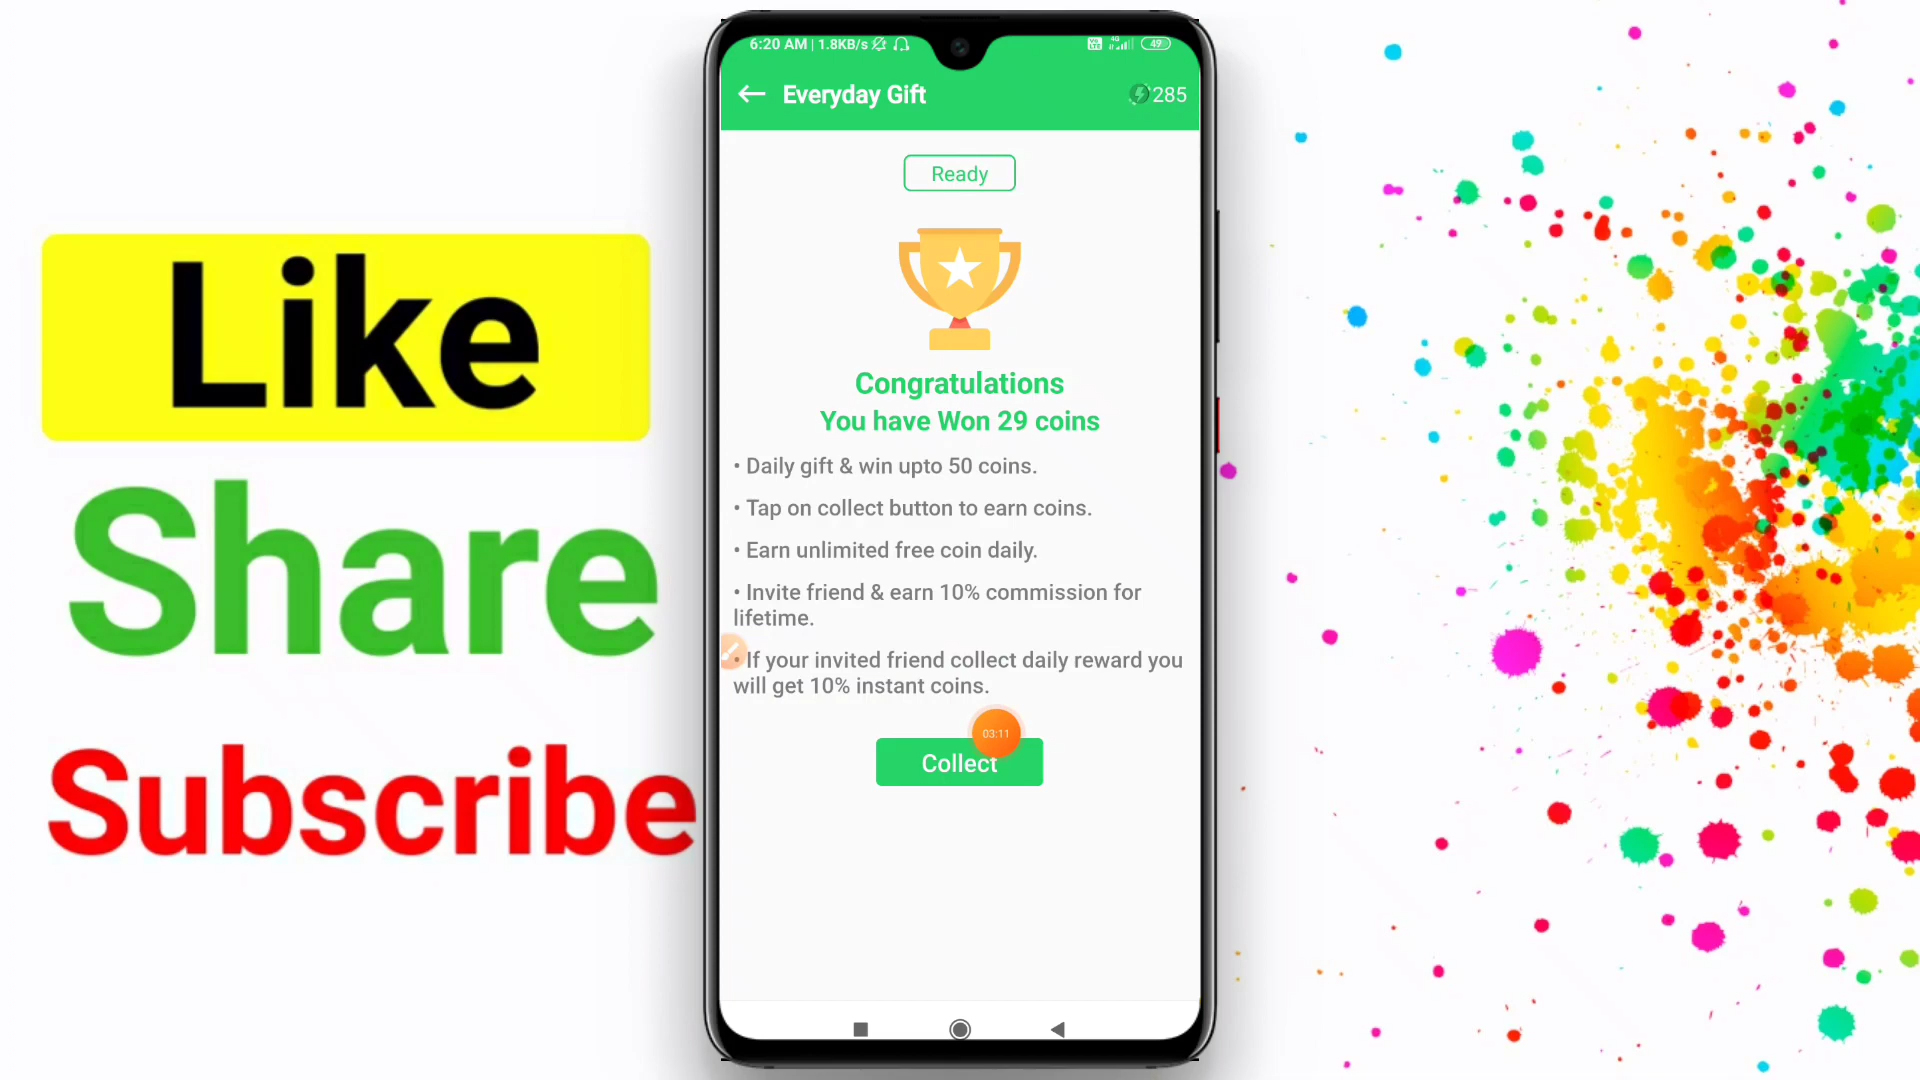 Like
Share
Subscribe
6:20 AM | 1.8KB/s
4G
49
Everyday Gift
285
Ready
Congratulations
You have Won 29 coins
• Daily gift & win upto 50 coins.
• Tap on collect button to earn coins.
• Earn unlimited free coin daily.
• Invite friend & earn 10% commission for
lifetime.
• If your invited friend collect daily reward you
will get 10% instant coins.
03:11
Collect